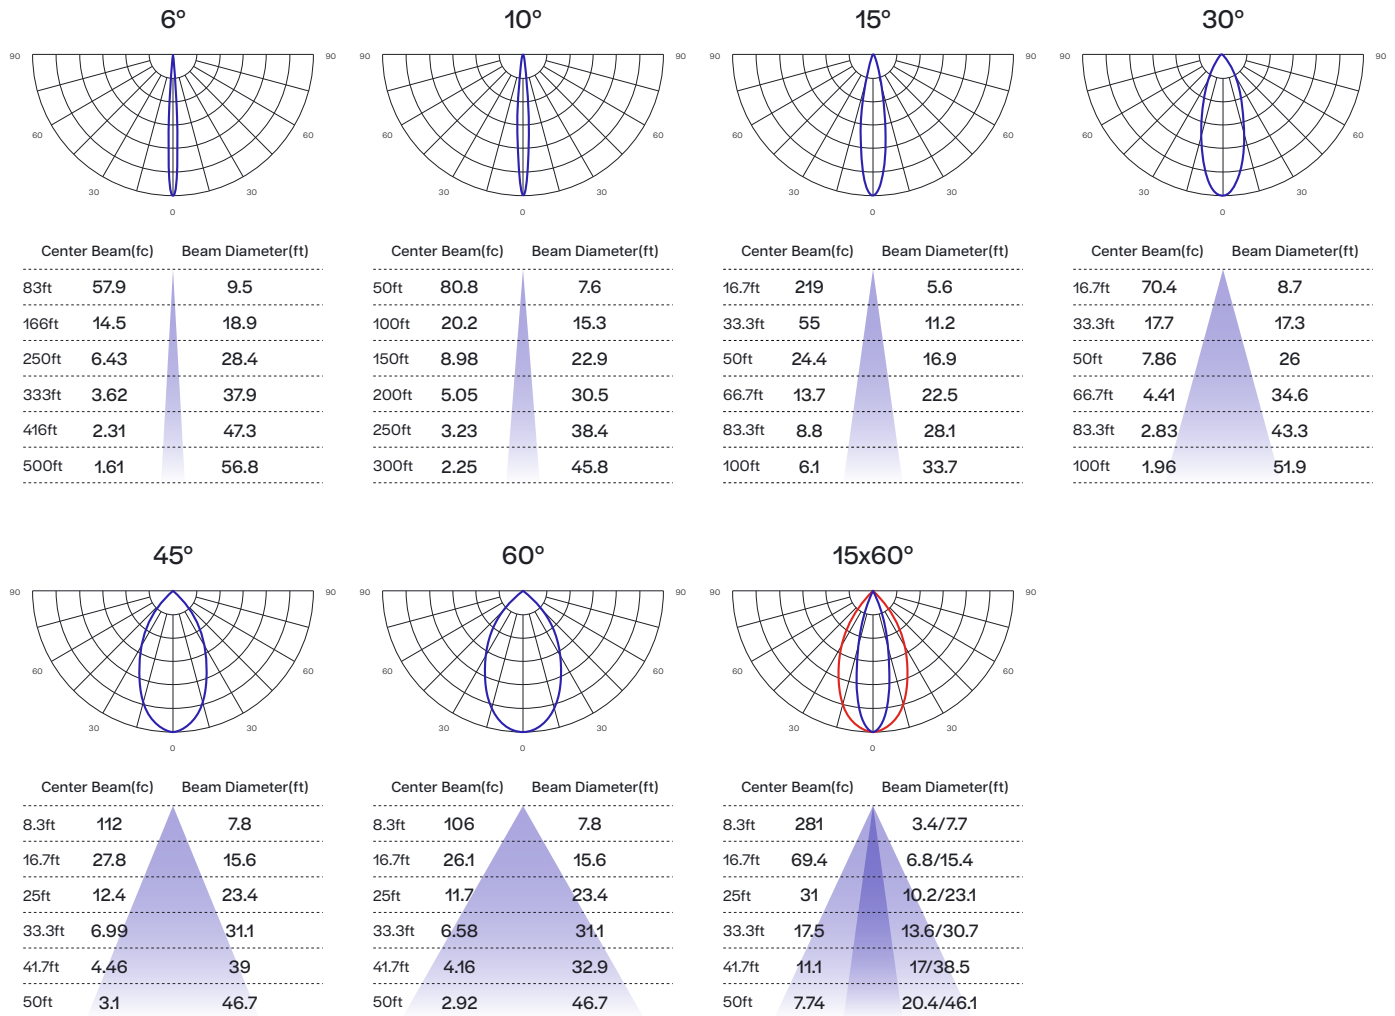 6°
10°
15°
30°
90 90 90 90 90 90
60 60 60 60
30 30 30 30 30 30 30
0 0 0 0
Center Beam(fc) Beam Diameter(ft) Center Beam(fc) Beam Diameter(ft) Center Beam(fc) Beam Diameter(ft) Center Beam(fc) Beam Diameter(ft)
83ft 57.9 9.5 50ft 80.8 7.6 16.7ft 219 5.6 16.7ft 70.4 8.7
166ft 14.5 18.9 100ft 20.2 15.3 33.3ft 55 11.2 33.3ft 17.7 17.3
250ft 6.43 28.4 150ft 8.98 22.9 50ft 24.4 16.9 50ft 7.86 26
333ft 3.62 37.9 200ft 5.05 30.5 66.7ft 13.7 22.5 66.7ft 4.41 34.6
416ft 2.31 47.3 250ft 3.23 38.4 83.3ft 8.8 28.1 83.3ft 2.83 43.3
500ft 1.61 56.8 300ft 2.25 45.8 100ft 6.1 33.7 100ft 1.96 51.9
45°
60°
15x60°
90 90 90 90
60 60 60
30 30 30 30 30
0 0 0
Center Beam(fc) Beam Diameter(ft) Center Beam(fc) Beam Diameter(ft) Center Beam(fc) Beam Diameter(ft)
8.3ft 112 7.8 8.3ft 106 7.8 8.3ft 281 3.4/7.7
16.7ft 27.8 15.6 16.7ft 26.1 15.6 16.7ft 69.4 6.8/15.4
25ft 12.4 23.4 25ft 11.7 23.4 25ft 31 10.2/23.1
33.3ft 6.99 31.1 33.3ft 6.58 31.1 33.3ft 17.5 13.6/30.7
41.7ft 4.46 39 41.7ft 4.16 32.9 41.7ft 11.1 17/38.5
50ft 3.1 46.7 50ft 2.92 46.7 50ft 7.74 20.4/46.1